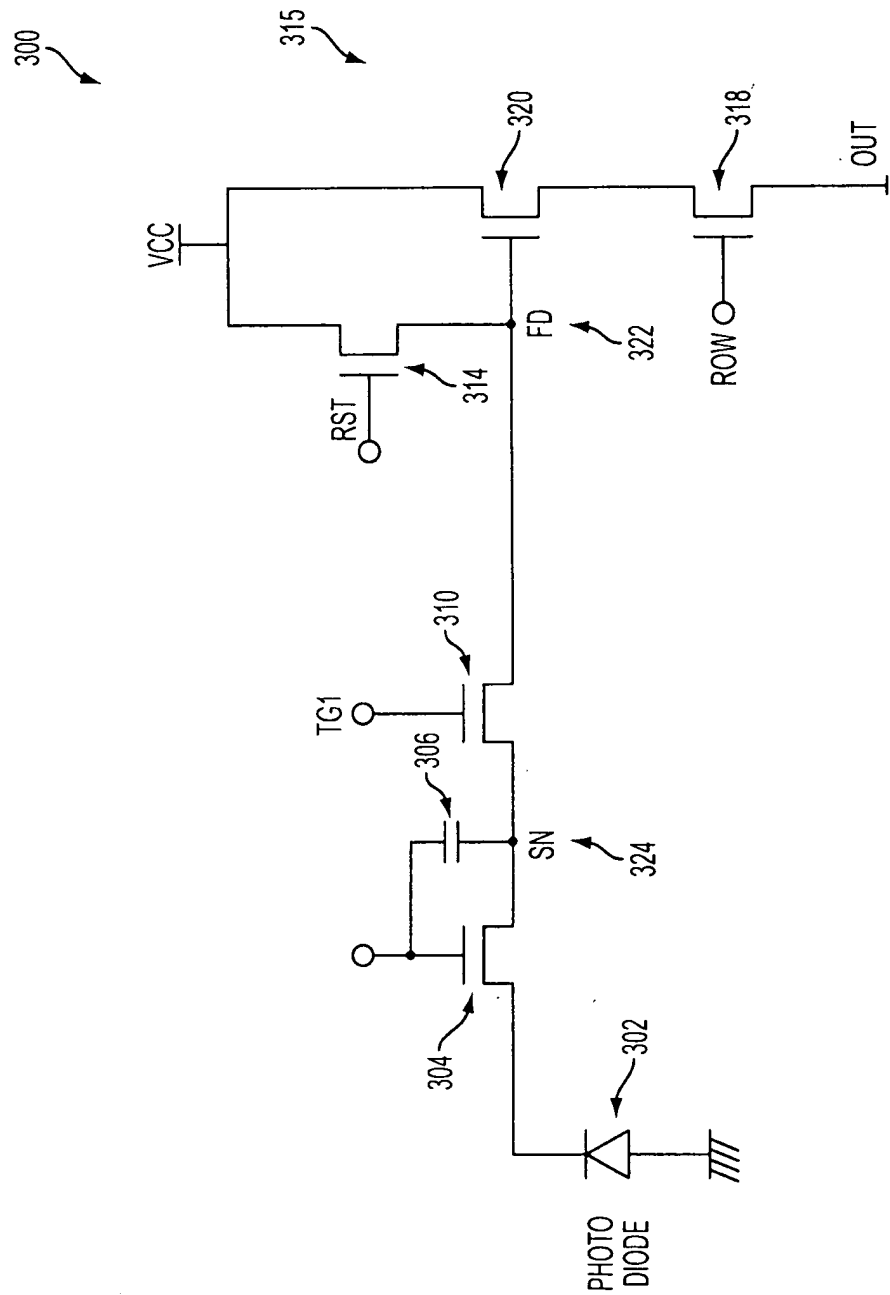 300
315
VCC
320
318
OUT
RST
314
FD
322
ROW
TG1
310
306
SN
324
304
302
PHOTO
DIODE